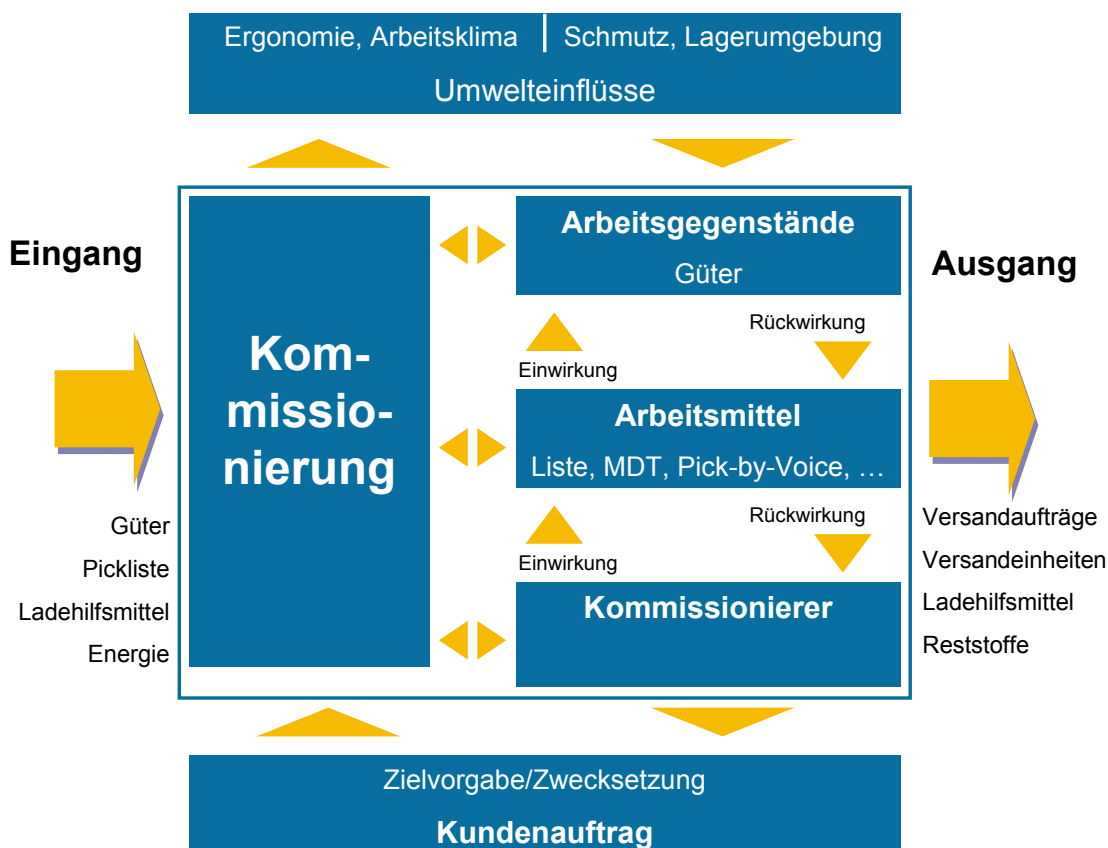 Ergonomie, Arbeitsklima
Schmutz, Lagerumgebung
Umwelteinflüsse
Eingang
Güter
Pickliste
Ladehilfsmittel
Energie
Kom-
missio-
nierung
Arbeitsgegenstände
Güter
Einwirkung
Rückwirkung
Arbeitsmittel
Liste, MDT, Pick-by-Voice, …
Einwirkung
Rückwirkung
Kommissionierer
Ausgang
Versandaufträge
Versandeinheiten
Ladehilfsmittel
Reststoffe
Zielvorgabe/Zwecksetzung
Kundenauftrag